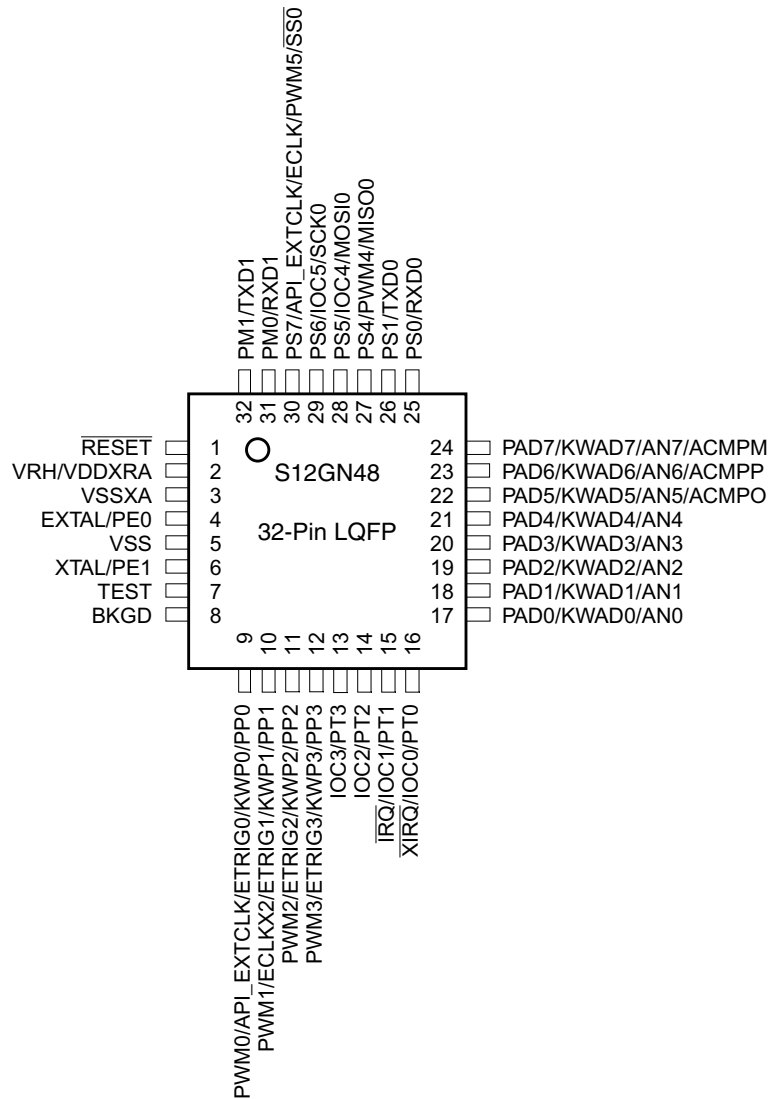 PM1/TXD1
PM0/RXD1
PS7/API_EXTCLK/ECLK/PWM5/S̅S̅0̅
PS6/IOC5/SCK0
PS5/IOC4/MOSI0
PS4/PWM4/MISO0
PS1/TXD0
PS0/RXD0
32
31
30
29
28
27
26
25
R̅E̅S̅E̅T̅ 1
VRH/VDDXRA 2
VSSXA 3
EXTAL/PE0 4
VSS 5
XTAL/PE1 6
TEST 7
BKGD 8
S12GN48
32-Pin LQFP
24 PAD7/KWAD7/AN7/ACMPM
23 PAD6/KWAD6/AN6/ACMPP
22 PAD5/KWAD5/AN5/ACMPO
21 PAD4/KWAD4/AN4
20 PAD3/KWAD3/AN3
19 PAD2/KWAD2/AN2
18 PAD1/KWAD1/AN1
17 PAD0/KWAD0/AN0
9
10
11
12
13
14
15
16
PWM0/API_EXTCLK/ETRIG0/KWP0/PP0
PWM1/ECLKX2/ETRIG1/KWP1/PP1
PWM2/ETRIG2/KWP2/PP2
PWM3/ETRIG3/KWP3/PP3
IOC3/PT3
IOC2/PT2
I̅R̅Q̅/IOC1/PT1
X̅I̅R̅Q̅/IOC0/PT0